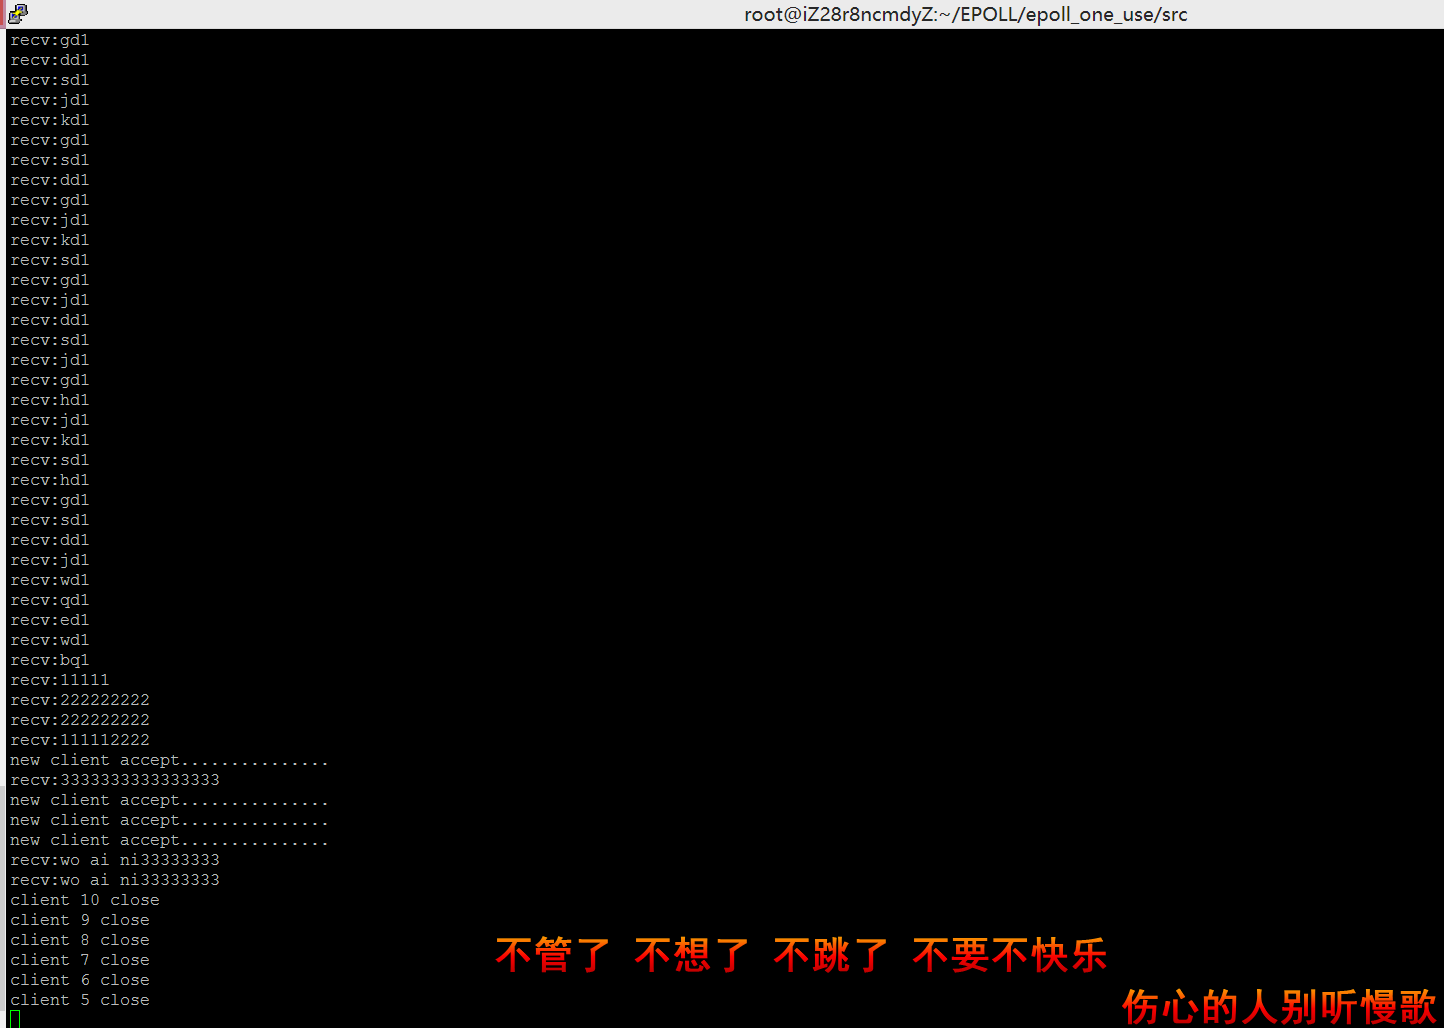 root@iZ28r8ncmdyZ:~/EPOLL/epoll_one_use/src
recv:gd1
recv:dd1
recv:sd1
recv:jd1
recv:kd1
recv:gd1
recv:sd1
recv:dd1
recv:gd1
recv:jd1
recv:kd1
recv:sd1
recv:gd1
recv:jd1
recv:dd1
recv:sd1
recv:jd1
recv:gd1
recv:hd1
recv:jd1
recv:kd1
recv:sd1
recv:hd1
recv:gd1
recv:sd1
recv:dd1
recv:jd1
recv:wd1
recv:qd1
recv:ed1
recv:wd1
recv:bq1
recv:11111
recv:222222222
recv:222222222
recv:111112222
new client accept...............
recv:3333333333333333
new client accept...............
new client accept...............
new client accept...............
recv:wo ai ni33333333
recv:wo ai ni33333333
client 10 close
client 9 close
client 8 close
client 7 close
client 6 close
client 5 close
不管了 不想了 不跳了 不要不快乐
伤心的人别听慢歌